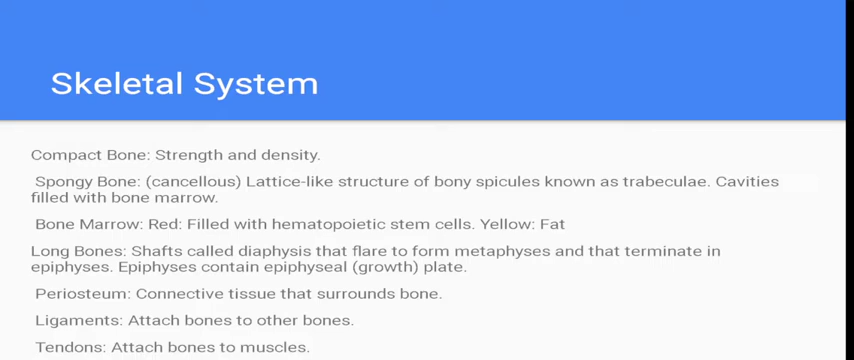 Skeletal System
Compact Bone: Strength and density.
Spongy Bone: (cancellous) Lattice-like structure of bony spicules known as trabeculae. Cavities
filled with bone marrow.
Bone Marrow: Red: Filled with hematopoietic stem cells. Yellow: Fat
Long Bones: Shafts called diaphysis that flare to form metaphyses and that terminate in
epiphyses. Epiphyses contain epiphyseal (growth) plate.
Periosteum: Connective tissue that surrounds bone.
Ligaments: Attach bones to other bones.
Tendons: Attach bones to muscles.